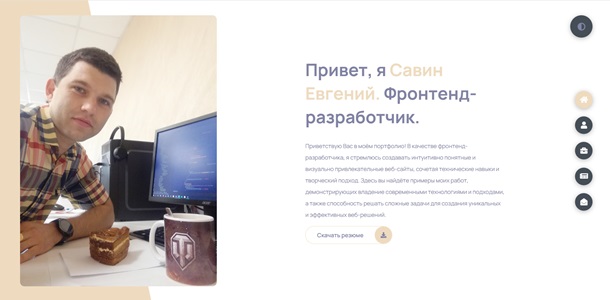 Привет, я Савин
Евгений. Фронтенд-
разработчик.
Приветствую Вас в моём портфолио! В качестве фронтенд-
разработчика, я стремлюсь создавать интуитивно понятные и
визуально привлекательные веб-сайты, сочетая технические навыки и
творческий подход. Здесь вы найдёте примеры моих работ,
демонстрирующих владение современными технологиями и подходами,
а также способность решать сложные задачи для создания уникальных
и эффективных веб-решений.
Скачать резюме